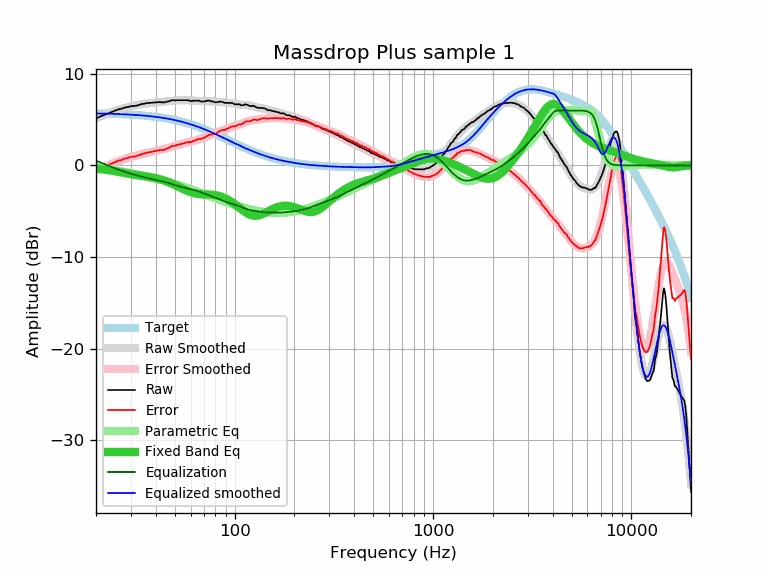 Massdrop Plus sample 1
10
0
−10
−20
−30
Amplitude (dBr)
Target
Raw Smoothed
Error Smoothed
Raw
Error
Parametric Eq
Fixed Band Eq
Equalization
Equalized smoothed
100 1000 10000
Frequency (Hz)